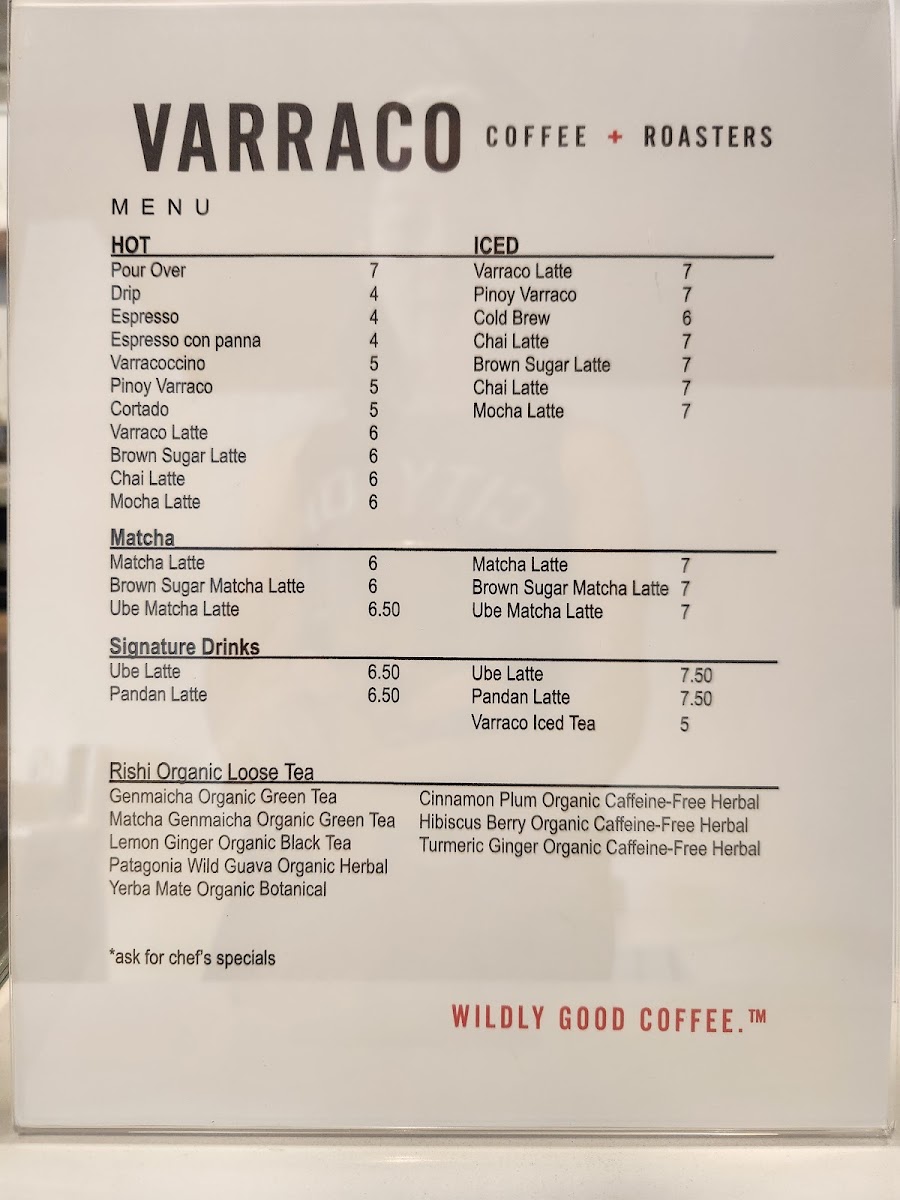 VARRACO COFFEE + ROASTERS
MENU
HOT ICED
Pour Over 7 Varraco Latte 7
Drip 4 Pinoy Varraco 7
Espresso 4 Cold Brew 6
Espresso con panna 4 Chai Latte 7
Varracoccino 5 Brown Sugar Latte 7
Pinoy Varraco 5 Chai Latte 7
Cortado 5 Mocha Latte 7
Varraco Latte 6
Brown Sugar Latte 6
Chai Latte 6
Mocha Latte 6
Matcha
Matcha Latte 6 Matcha Latte 7
Brown Sugar Matcha Latte 6 Brown Sugar Matcha Latte 7
Ube Matcha Latte 6.50 Ube Matcha Latte 7
Signature Drinks
Ube Latte 6.50 Ube Latte 7.50
Pandan Latte 6.50 Pandan Latte 7.50
Varraco Iced Tea 5
Rishi Organic Loose Tea
Genmaicha Organic Green Tea Cinnamon Plum Organic Caffeine-Free Herbal
Matcha Genmaicha Organic Green Tea Hibiscus Berry Organic Caffeine-Free Herbal
Lemon Ginger Organic Black Tea Turmeric Ginger Organic Caffeine-Free Herbal
Patagonia Wild Guava Organic Herbal
Yerba Mate Organic Botanical
*ask for chef's specials
WILDLY GOOD COFFEE.™